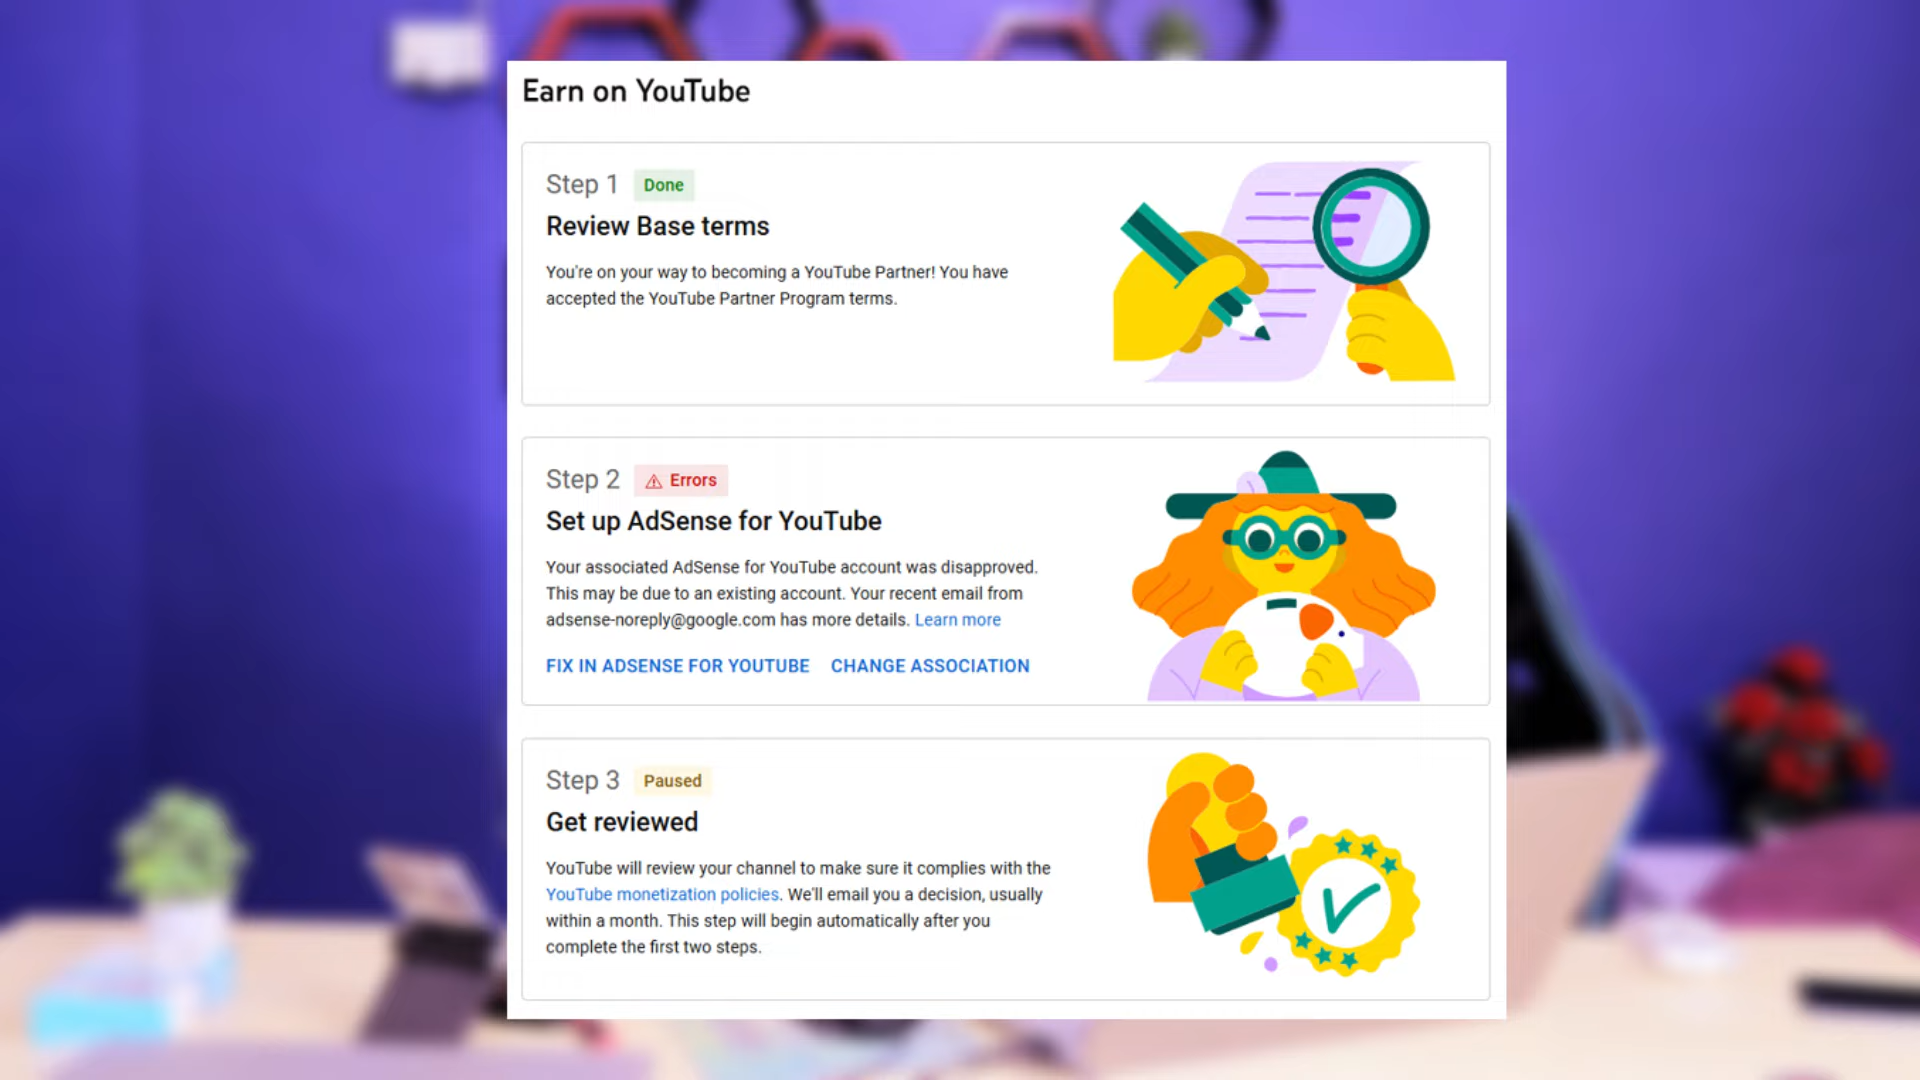 Earn on YouTube
Step 1 Done
Review Base terms
You're on your way to becoming a YouTube Partner! You have
accepted the YouTube Partner Program terms.
Step 2 Errors
Set up AdSense for YouTube
Your associated AdSense for YouTube account was disapproved.
This may be due to an existing account. Your recent email from
adsense-noreply@google.com has more details. Learn more
FIX IN ADSENSE FOR YOUTUBE CHANGE ASSOCIATION
Step 3 Paused
Get reviewed
YouTube will review your channel to make sure it complies with the
YouTube monetization policies. We'll email you a decision, usually
within a month. This step will begin automatically after you
complete the first two steps.